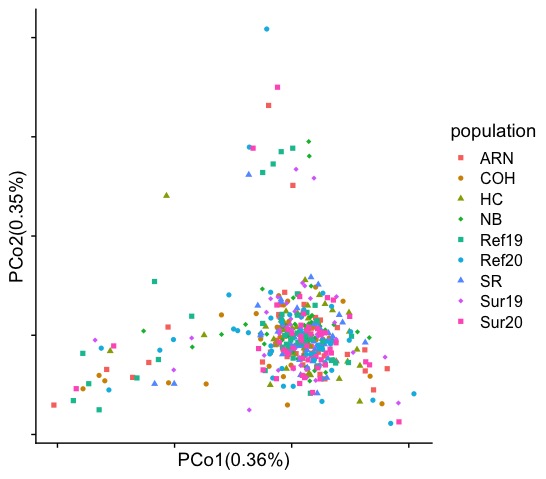 PCo2(0.35%)
PCo1(0.36%)
population
ARN
COH
HC
NB
Ref19
Ref20
SR
Sur19
Sur20